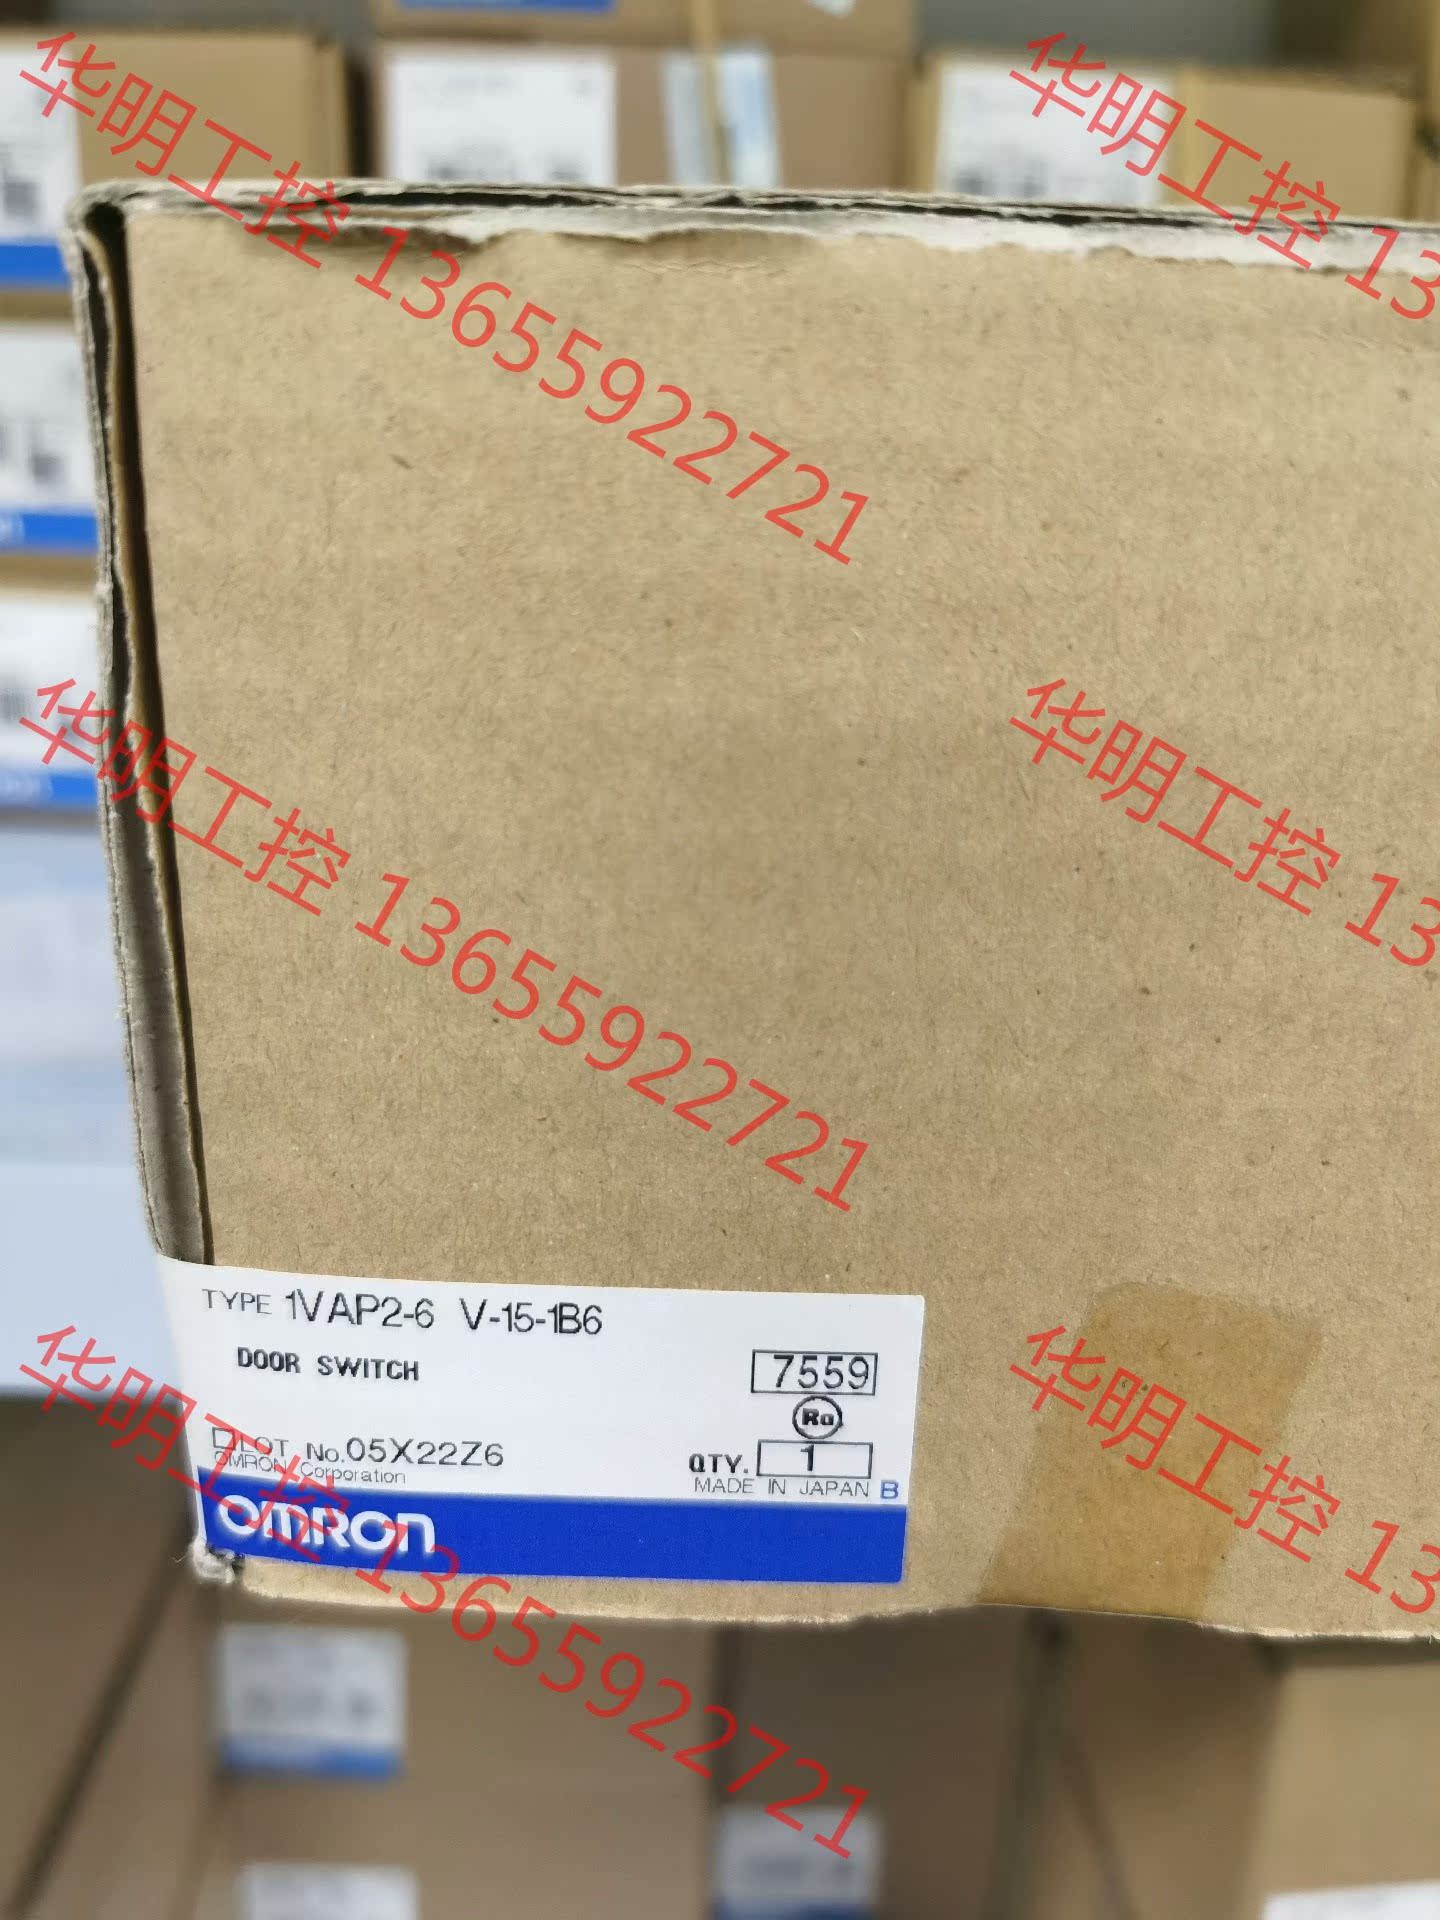 华明工控 13655922721
华明工控 13
华明工控 13655922721
华明工控 13
TYPE 1VAP2-6 V-15-1B6
DOOR SWITCH
7559
Ro
LOT No.05X22Z6
QTY. 1
OMRON Corporation
MADE IN JAPAN B
OMRON
华明工控 13655922721
华明工控 13